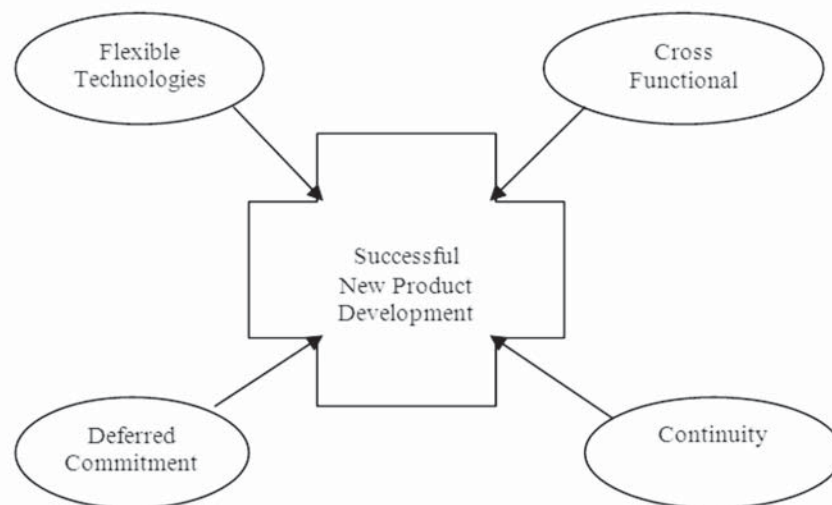 Flexible
Technologies
Cross
Functional
Successful
New Product
Development
Deferred
Commitment
Continuity